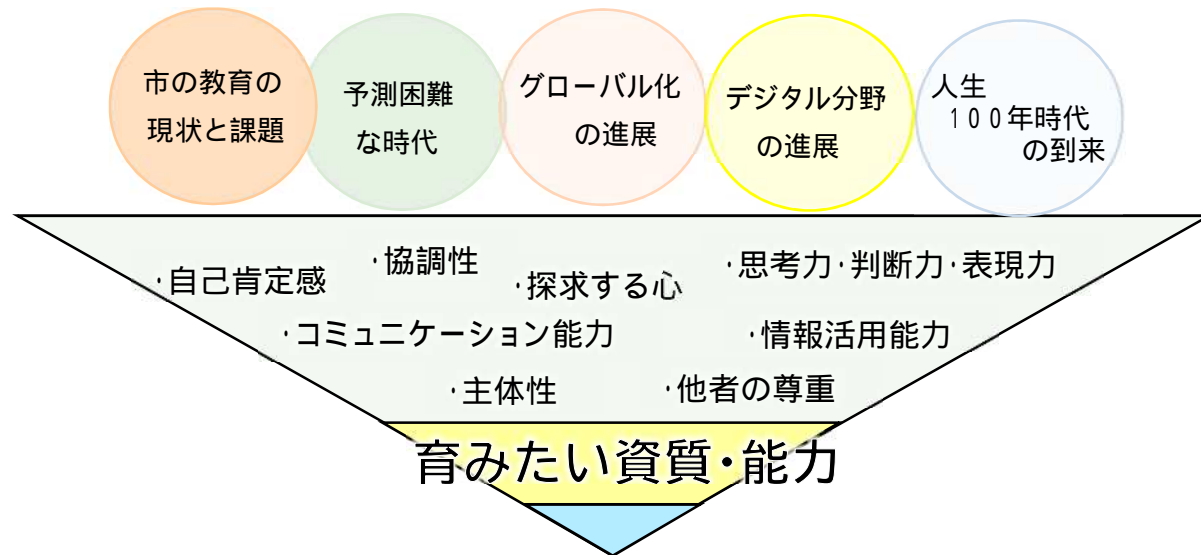 市の教育の
現状と課題
予測困難
な時代
グローバル化
の進展
デジタル分野
の進展
人生
１００年時代
の到来
・自己肯定感
・協調性
・探求する心
・思考力・判断力・表現力
・コミュニケーション能力
・情報活用能力
・主体性
・他者の尊重
育みたい資質・能力